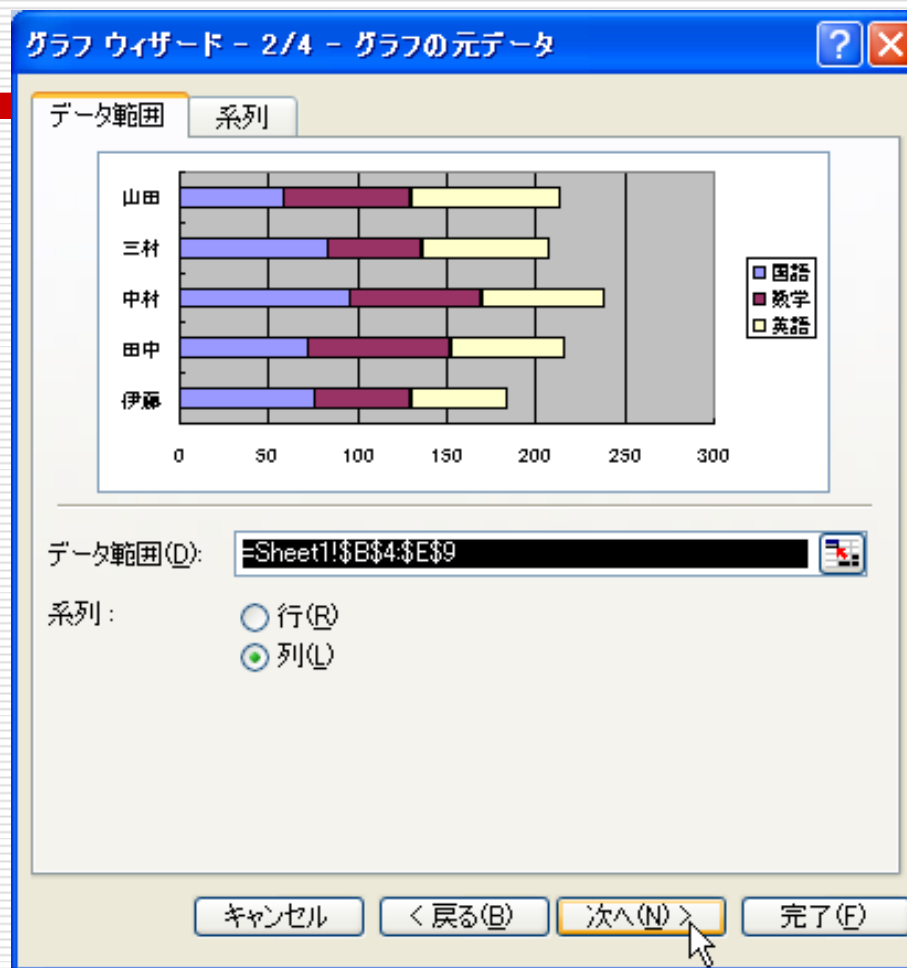 グラフ ウィザード - 2/4 - グラフの元データ
データ範囲 系列
山田
三村
中村
田中
伊藤
国語
数学
英語
0 50 100 150 200 250 300
データ範囲(D): =Sheet1!$B$4:$E$9
系列:
行(R)
列(L)
キャンセル < 戻る(B) 次へ(N) > 完了(F)